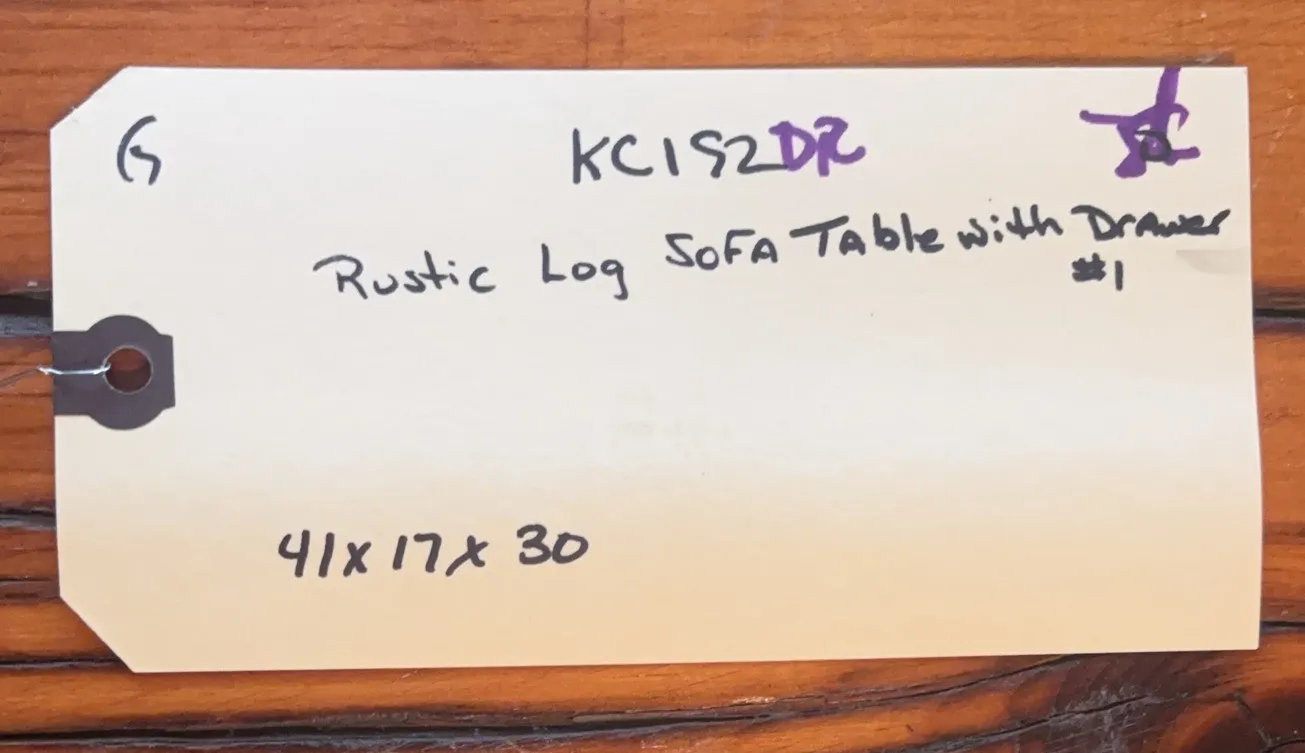 G KC192DR
Rustic Log SOFA TAble with DrAwer
#1
41x 17x 30